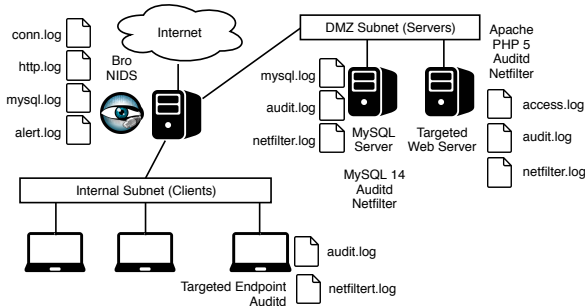 conn.log
http.log
mysql.log
alert.log
Bro
NIDS
Internet
DMZ Subnet (Servers)
Apache
PHP 5
Auditd
Netfilter
mysql.log
audit.log
netfilter.log
MySQL
Server
Targeted
Web Server
access.log
audit.log
netfilter.log
MySQL 14
Auditd
Netfilter
Internal Subnet (Clients)
Targeted Endpoint
Auditd
audit.log
netfiltert.log